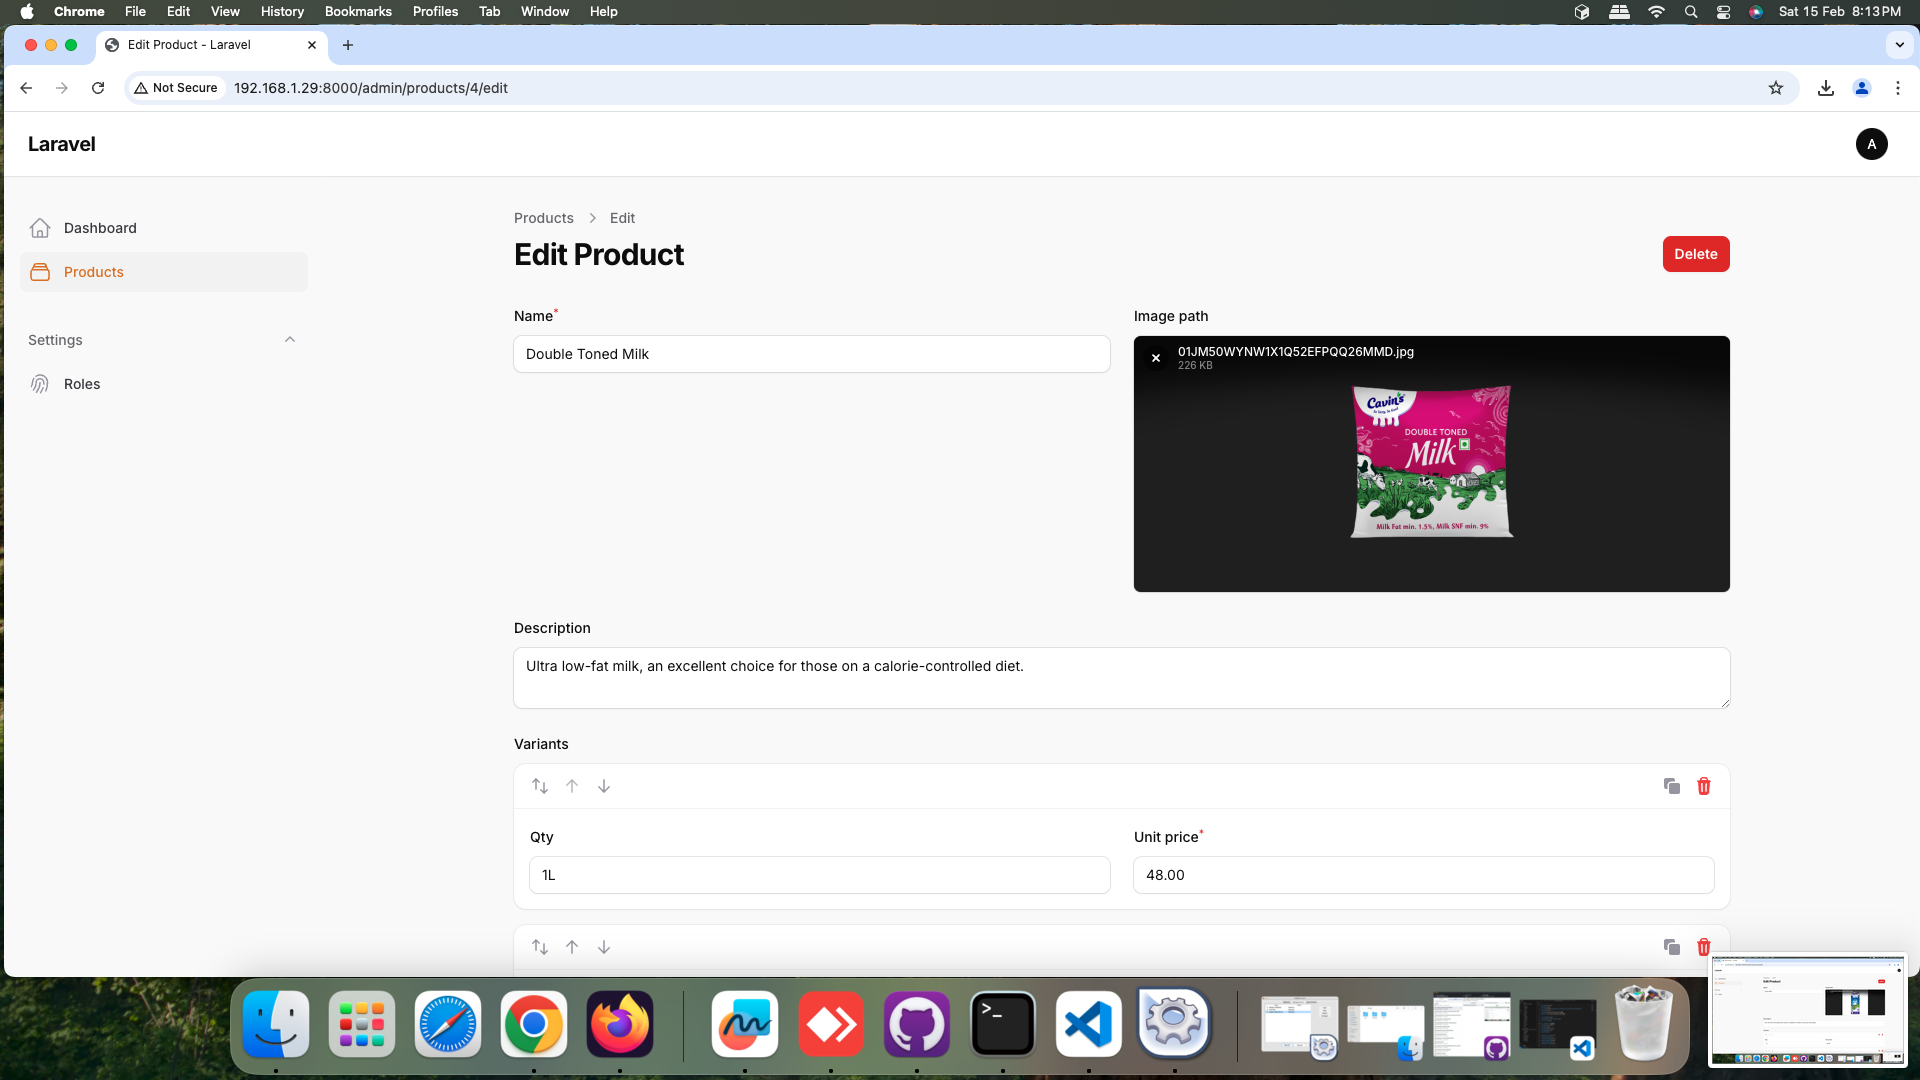 Chrome File Edit View History Bookmarks Profiles Tab Window Help
Sat 15 Feb 8:13 PM
Edit Product - Laravel
Not Secure 192.168.1.29:8000/admin/products/4/edit
Laravel
A
Dashboard
Products
Settings
Roles
Products Edit
Edit Product
Delete
Name*
Double Toned Milk
Image path
01JM50WYNW1X1Q52EFPQQ26MMD.jpg
226 KB
Cavin's
DOUBLE TONED
Milk
Milk Fat min. 1.5%, Milk SNF min. 9%
Description
Ultra low-fat milk, an excellent choice for those on a calorie-controlled diet.
Variants
Qty
1L
Unit price*
48.00